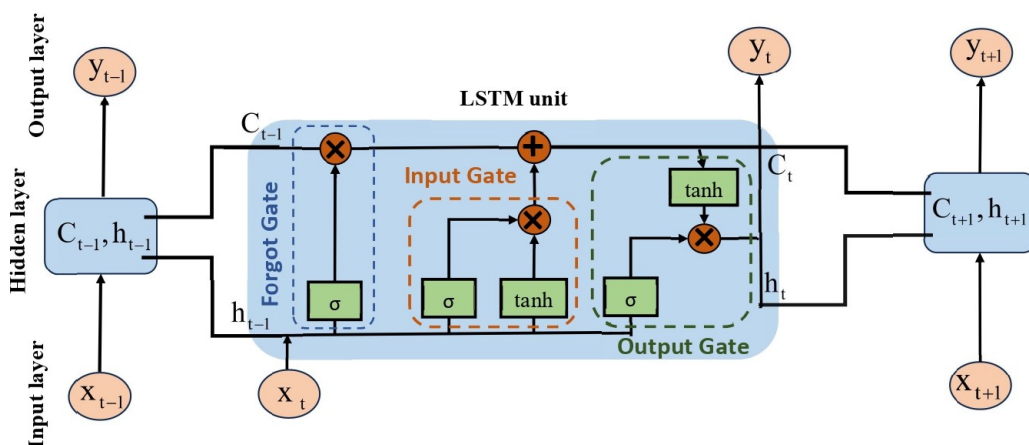 Output layer
Hidden layer
Input layer
y t−1
y t
y t+1
LSTM unit
C t−1
Forgot Gate
Input Gate
C t
tanh
C t−1, h t−1
C t+1, h t+1
σ
σ
tanh
σ
h t−1
h t
Output Gate
x t−1
x t
x t+1